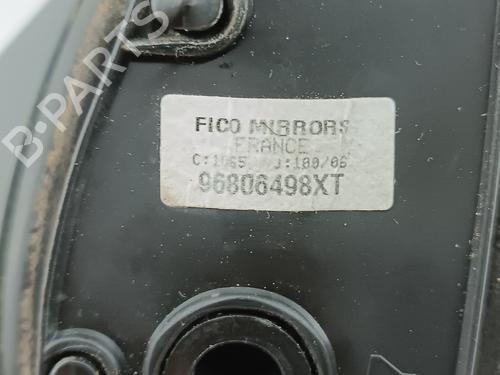 B-PARTS
FICO MIRRORS
FRANCE
C:1065 J:180/06
96806498XT